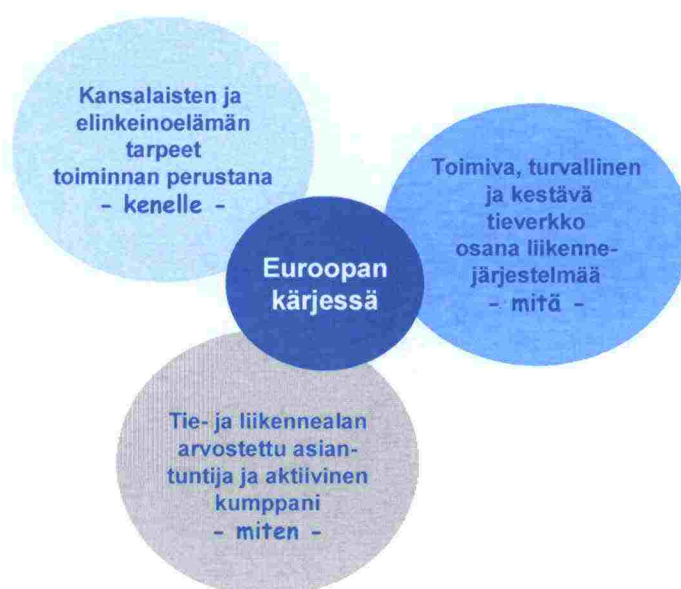 Kansalaisten ja
elinkeinoelämän
tarpeet
toiminnan perustana
- kenelle -
Toimiva, turvallinen
ja kestävä
tieverkko
osana liikenne-
järjestelmää
- mitä -
Euroopan
kärjessä
Tie- ja liikennealan
arvostettu asian-
tuntija ja aktiivinen
kumppani
- miten -